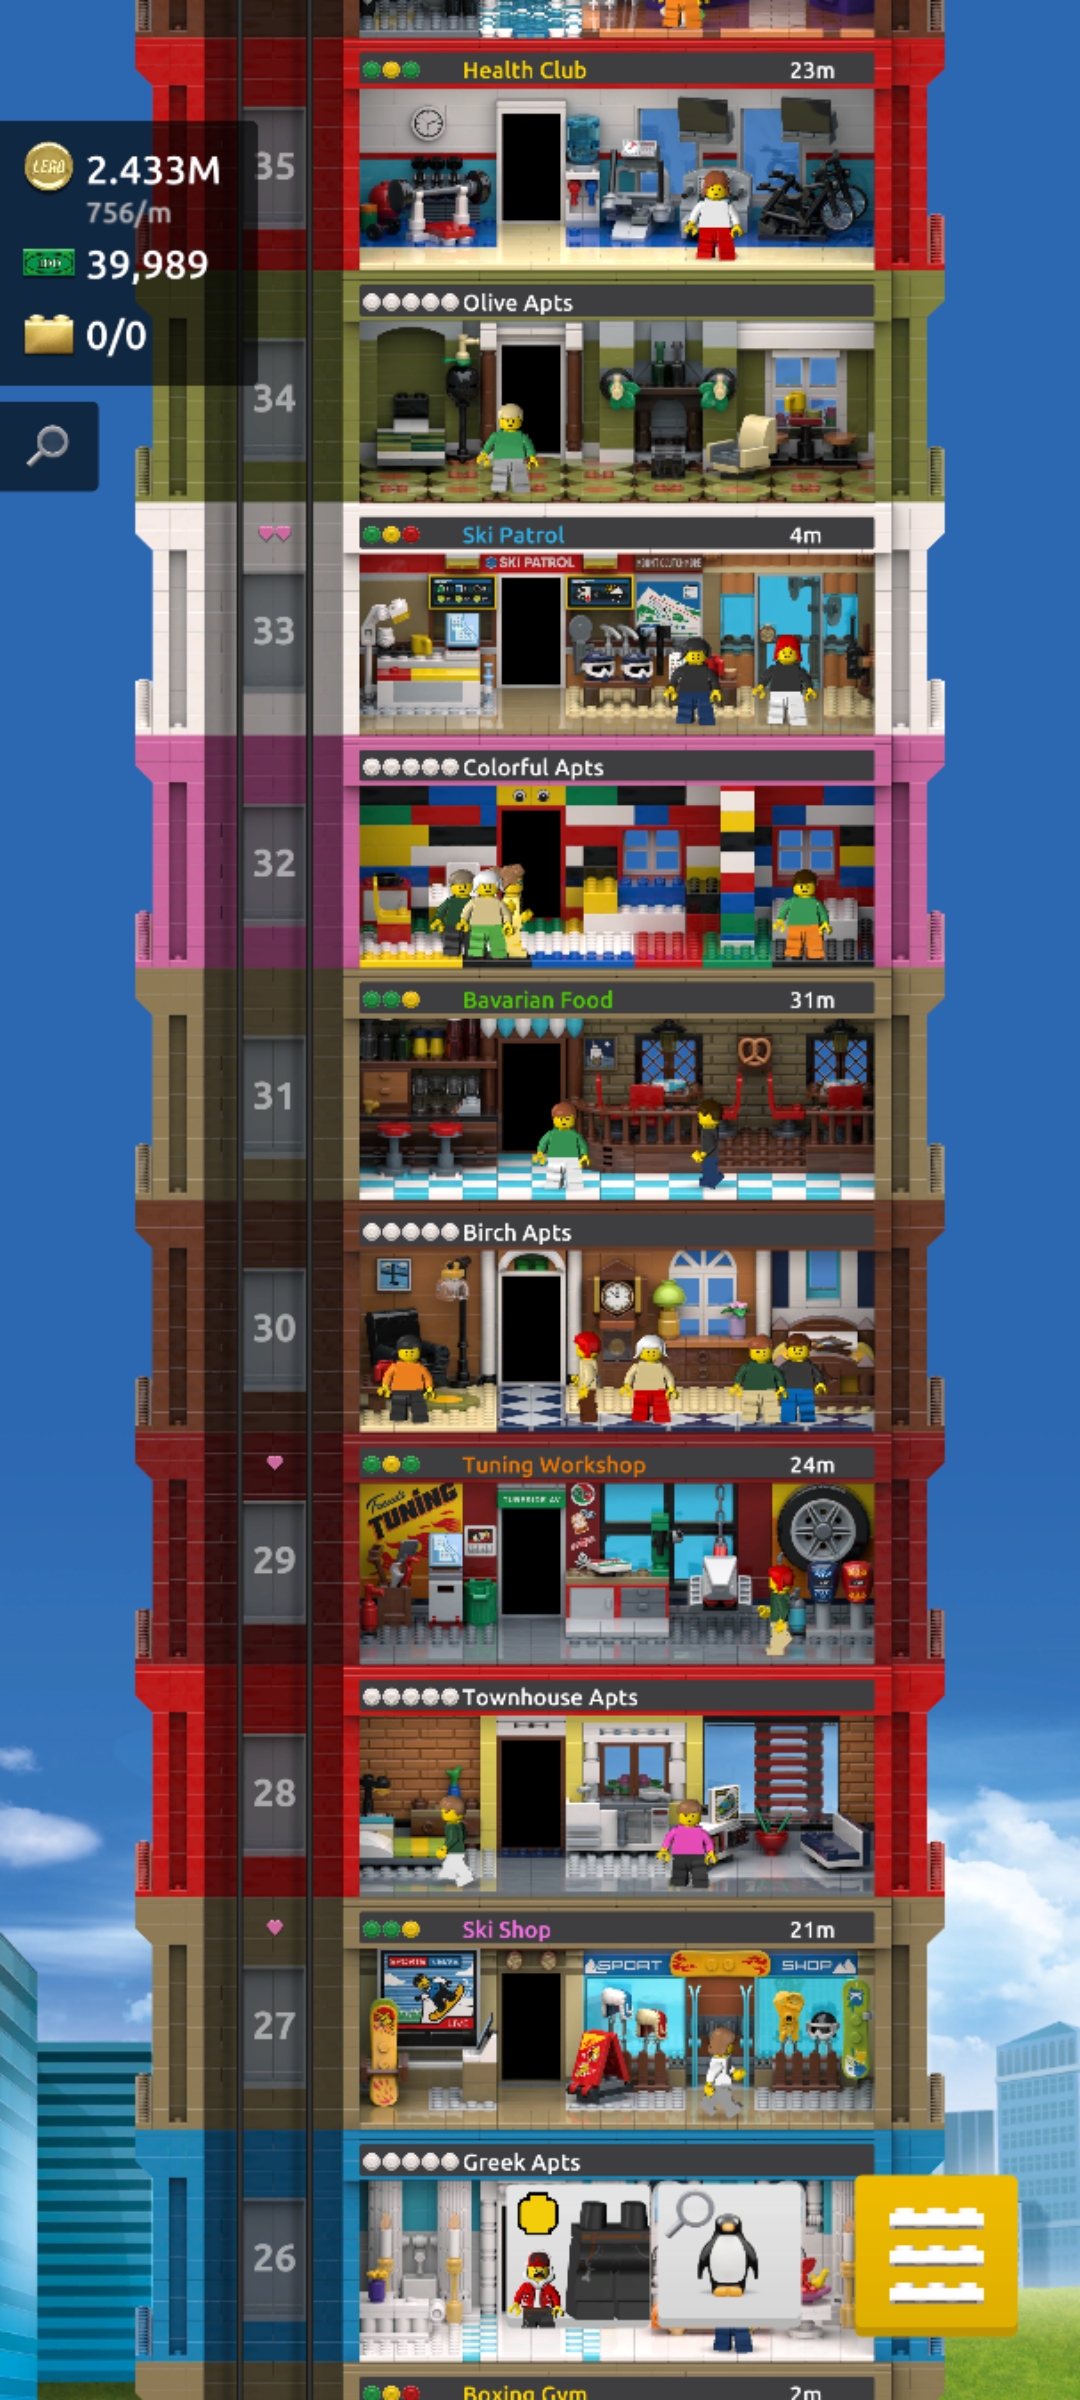 Health Club 23m
35
LEGO 2.433M
756/m
39,989
0/0
Olive Apts
34
Ski Patrol 4m
SKI PATROL
33
Colorful Apts
32
Bavarian Food 31m
31
Birch Apts
30
Tuning Workshop 24m
TUNING
29
Townhouse Apts
28
Ski Shop 21m
SPORT SHOP
LIVE
27
Greek Apts
26
Boxing Gym 2m